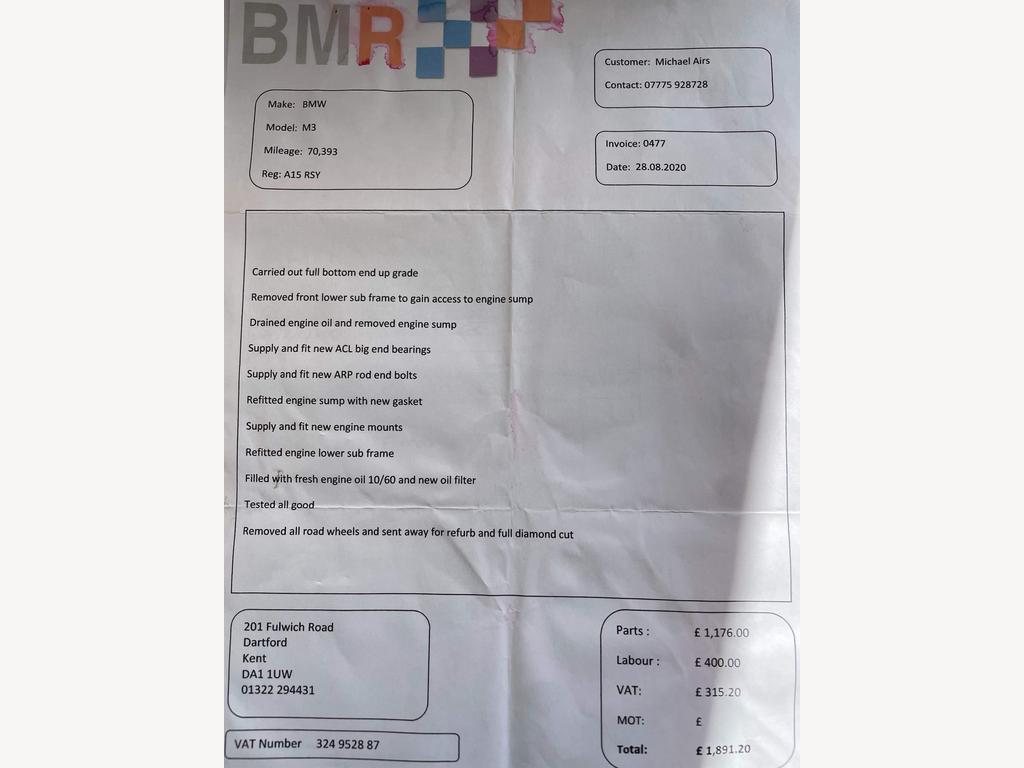 BMR
Customer: Michael Airs
Contact: 07775 928728
Make: BMW
Model: M3
Mileage: 70,393
Reg: A15 RSY
Invoice: 0477
Date: 28.08.2020
Carried out full bottom end up grade
Removed front lower sub frame to gain access to engine sump
Drained engine oil and removed engine sump
Supply and fit new ACL big end bearings
Supply and fit new ARP rod end bolts
Refitted engine sump with new gasket
Supply and fit new engine mounts
Refitted engine lower sub frame
Filled with fresh engine oil 10/60 and new oil filter
Tested all good
Removed all road wheels and sent away for refurb and full diamond cut
201 Fulwich Road
Dartford
Kent
DA1 1UW
01322 294431
VAT Number 324 9528 87
Parts : £ 1,176.00
Labour : £ 400.00
VAT: £ 315.20
MOT: £
Total: £ 1,891.20